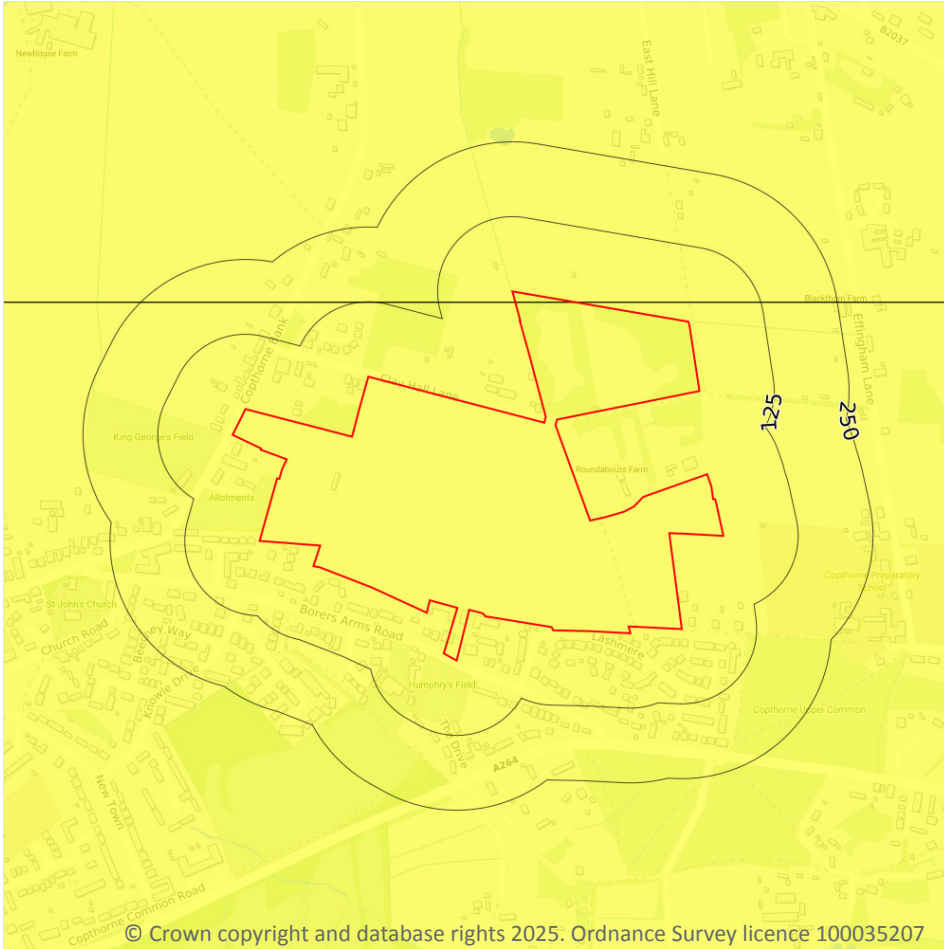 Newhouse Farm
East Hill Lane
B2037
Copthorne Bank
Blackthorn Farm
Effingham Lane
Clay Hall Lane
125
250
King George's Field
Roundabouts Farm
Allotments
Copthorne Preparatory
School
St John's Church
Church Road
Borers Arms Road
Lashmere
Knowle Drive
Humphry's Field
Copthorne Upper Common
The Drive
A264
New Town
Copthorne Common Road
© Crown copyright and database rights 2025. Ordnance Survey licence 100035207